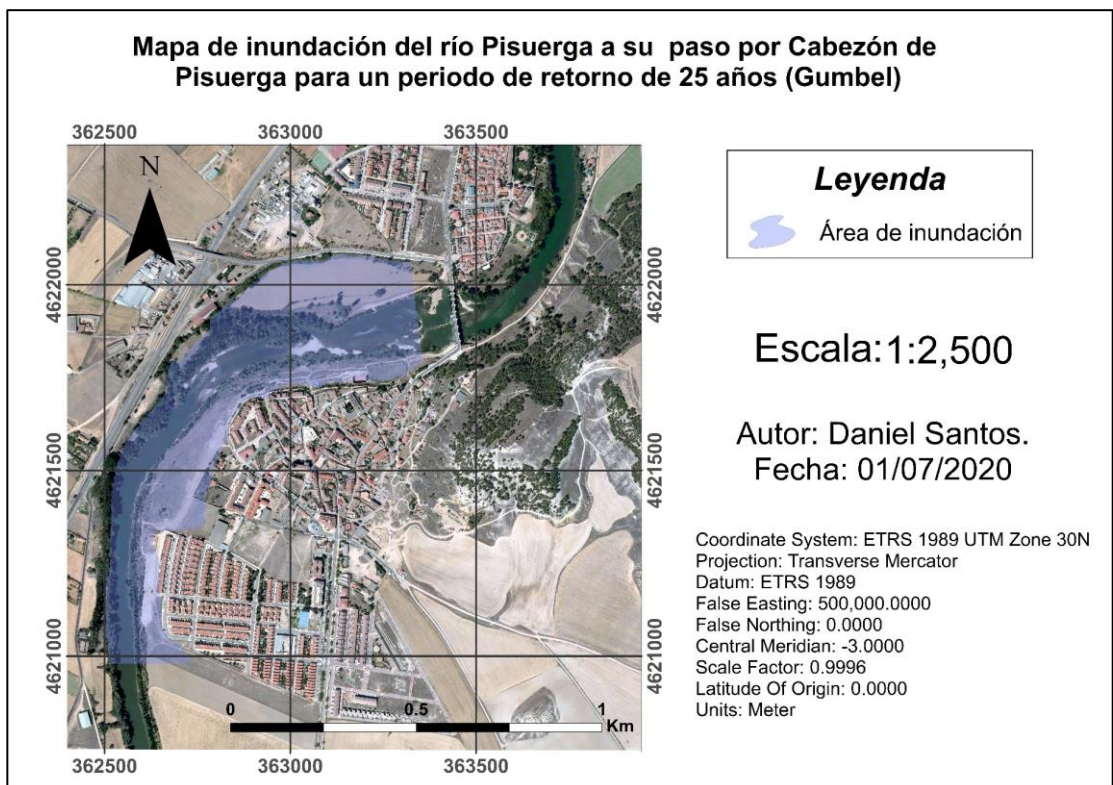 Mapa de inundación del río Pisuerga a su paso por Cabezón de
Pisuerga para un periodo de retorno de 25 años (Gumbel)
362500 363000 363500
N
4622000 4622000
4621500 4621500
4621000 4621000
0 0.5 1
Km
362500 363000 363500
Leyenda
Área de inundación
Escala:1:2,500
Autor: Daniel Santos.
Fecha: 01/07/2020
Coordinate System: ETRS 1989 UTM Zone 30N
Projection: Transverse Mercator
Datum: ETRS 1989
False Easting: 500,000.0000
False Northing: 0.0000
Central Meridian: -3.0000
Scale Factor: 0.9996
Latitude Of Origin: 0.0000
Units: Meter